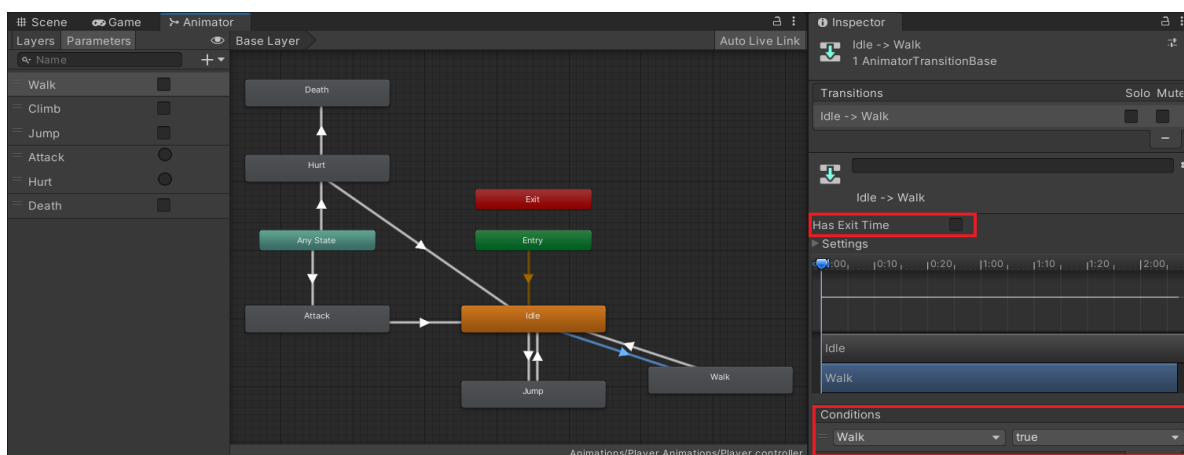 Scene Game Animator
Layers Parameters
Name
Walk
Climb
Jump
Attack
Hurt
Death
Base Layer Auto Live Link
Death
Hurt
Exit
Any State Entry
Attack Idle
Walk
Jump
Animations/Player Animations/Player controller
Inspector
Idle -> Walk
1 AnimatorTransitionBase
Transitions Solo Mute
Idle -> Walk
Idle -> Walk
Has Exit Time
Settings
:00, |0:10, |0:20, |1:00, |1:10, |1:20, |2:00,
Idle
Walk
Conditions
Walk true